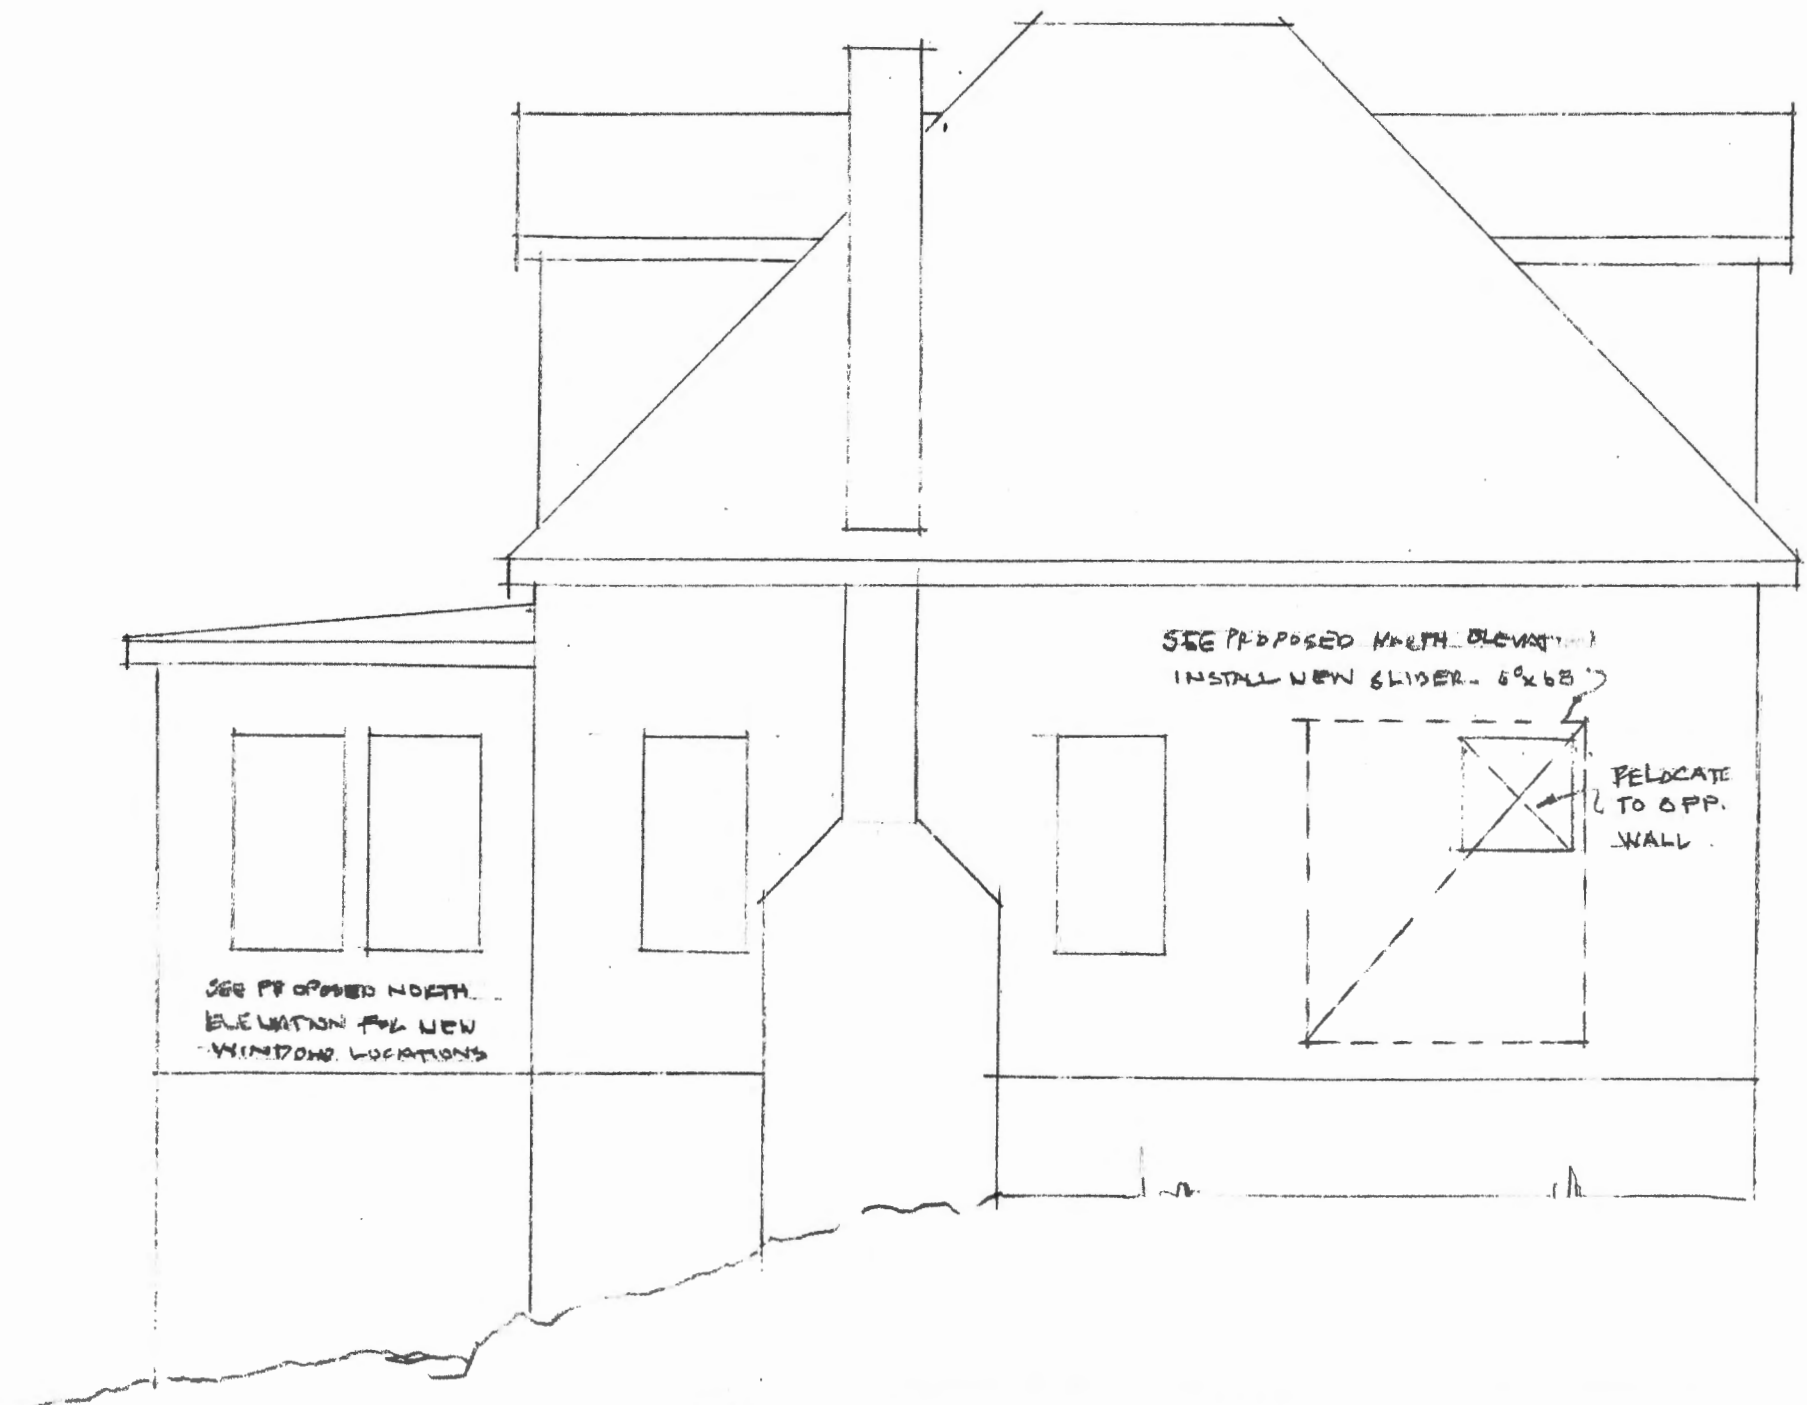 SEE PROPOSED NORTH ELEVATION
INSTALL NEW SLIDER- 6⁰x68
RELOCATE
TO OPP.
WALL
SEE PROPOSED NORTH
ELEVATION FOR NEW
WINDOW LOCATIONS